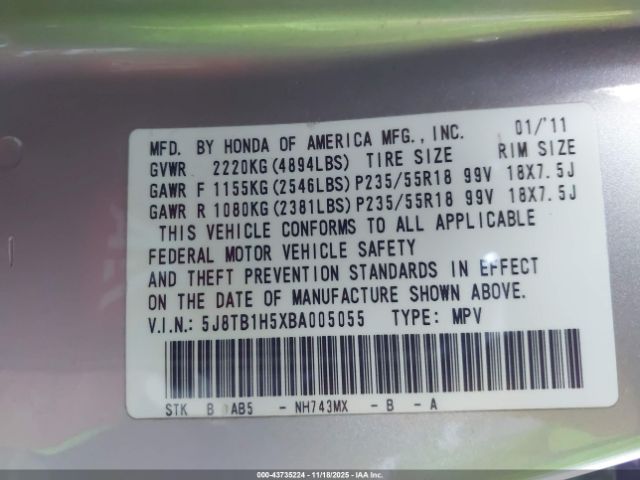 MFD. BY HONDA OF AMERICA MFG., INC. 01/'11
GVWR 2220KG(4894LBS) TIRE SIZE RIM SIZE
GAWR F 1155KG(2546LBS)P235/55R18 99V 18X7.5J
GAWR R 1080KG(2381LBS)P235/55R18 99V 18X7.5J
THIS VEHICLE CONFORMS TO ALL APPLICABLE
FEDERAL MOTOR VEHICLE SAFETY
AND THEFT PREVENTION STANDARDS IN EFFECT
ON THE DATE OF MANUFACTURE SHOWN ABOVE.
V.I.N.: 5J8TB1H5XBA005055 TYPE: MPV
STK B AB5 - NH743MX - B - A
000-43735224 - 11/18/2025 - IAA Inc.